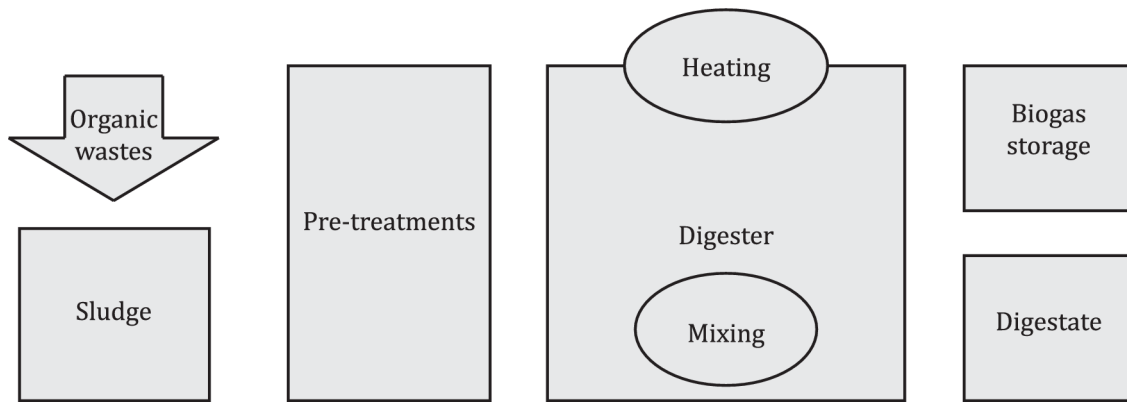 Organic
wastes
Sludge
Pre-treatments
Heating
Digester
Mixing
Biogas
storage
Digestate